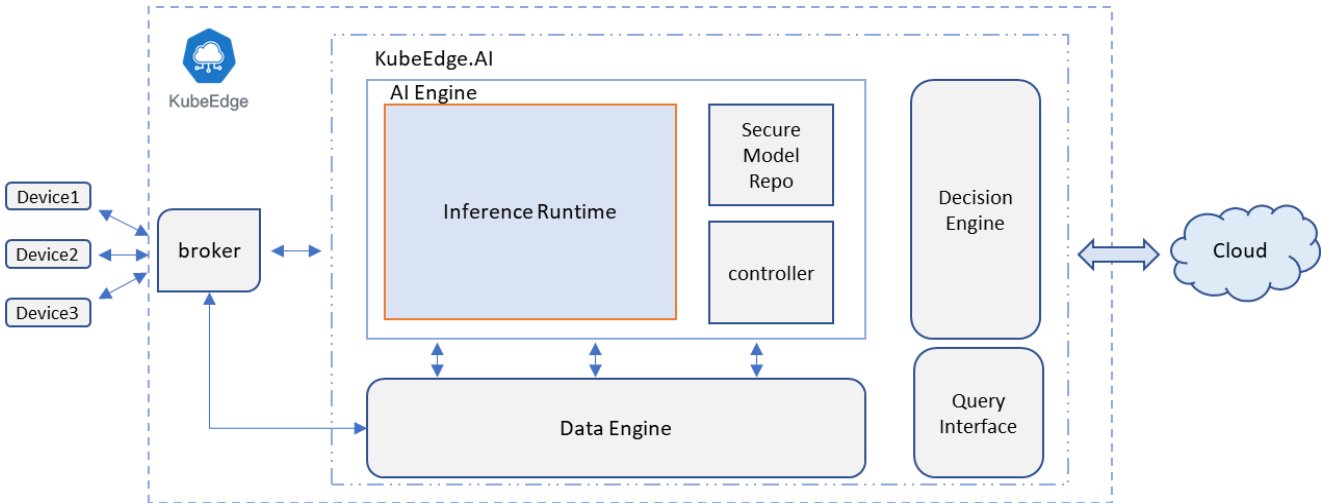 KubeEdge
KubeEdge.AI
AI Engine
Inference Runtime
Secure
Model
Repo
controller
Decision
Engine
Query
Interface
Data Engine
Device1
Device2
Device3
broker
Cloud